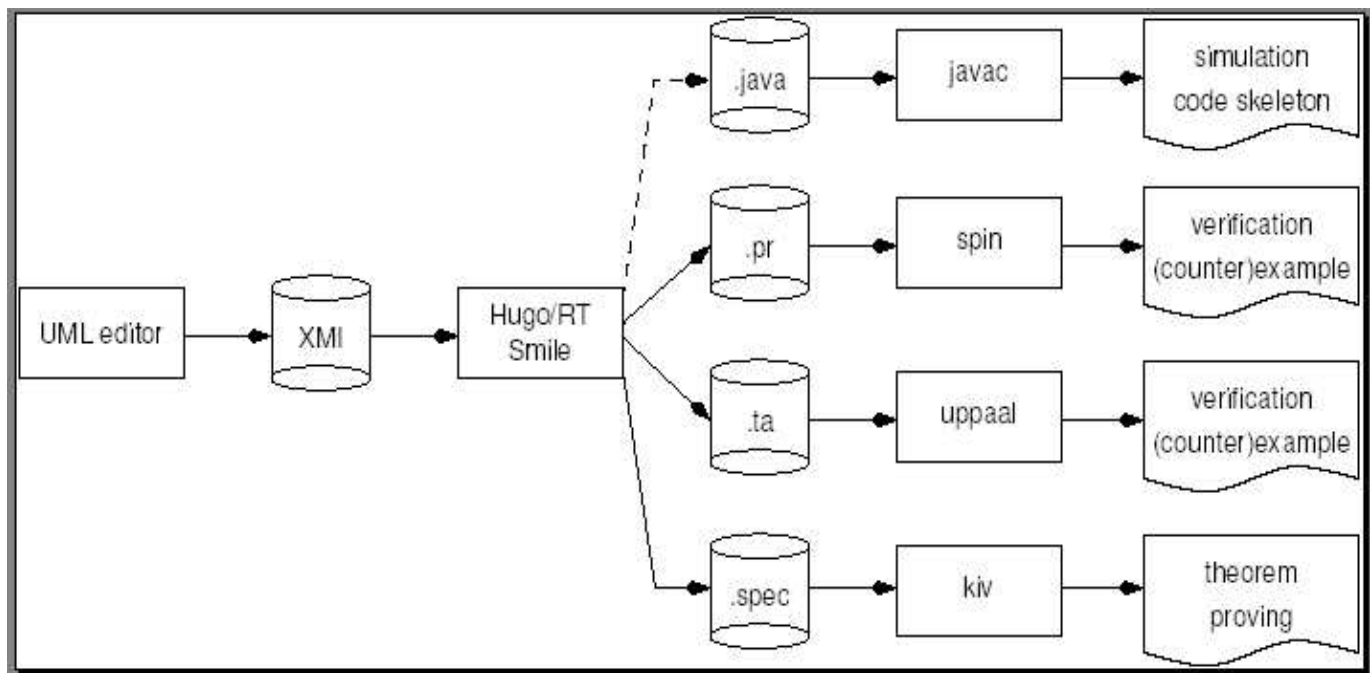 UML editor
XMI
Hugo/RT
Smile
.java
javac
simulation
code skeleton
.pr
spin
verification
(counter)example
.ta
uppaal
verification
(counter)example
.spec
kiv
theorem
proving